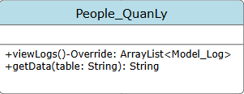 People_QuanLy
+viewLogs()-Override: ArrayList<Model_Log>
+getData(table: String): String